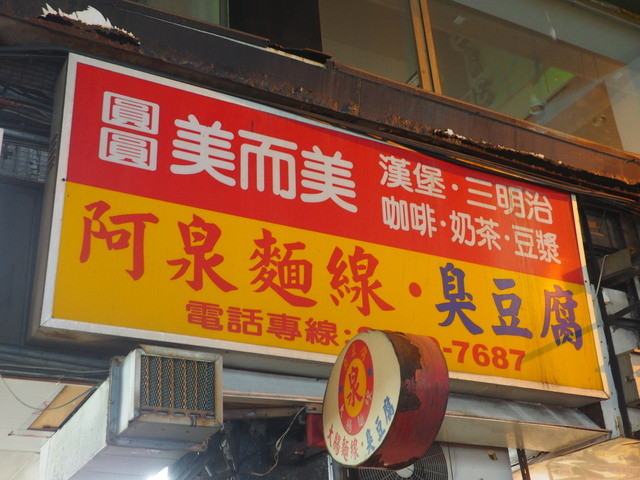 圓圓 美而美
漢堡·三明治
咖啡·奶茶·豆漿
阿泉麵線·臭豆腐
電話專線:
-7687
泉
大腸麵線·臭豆腐